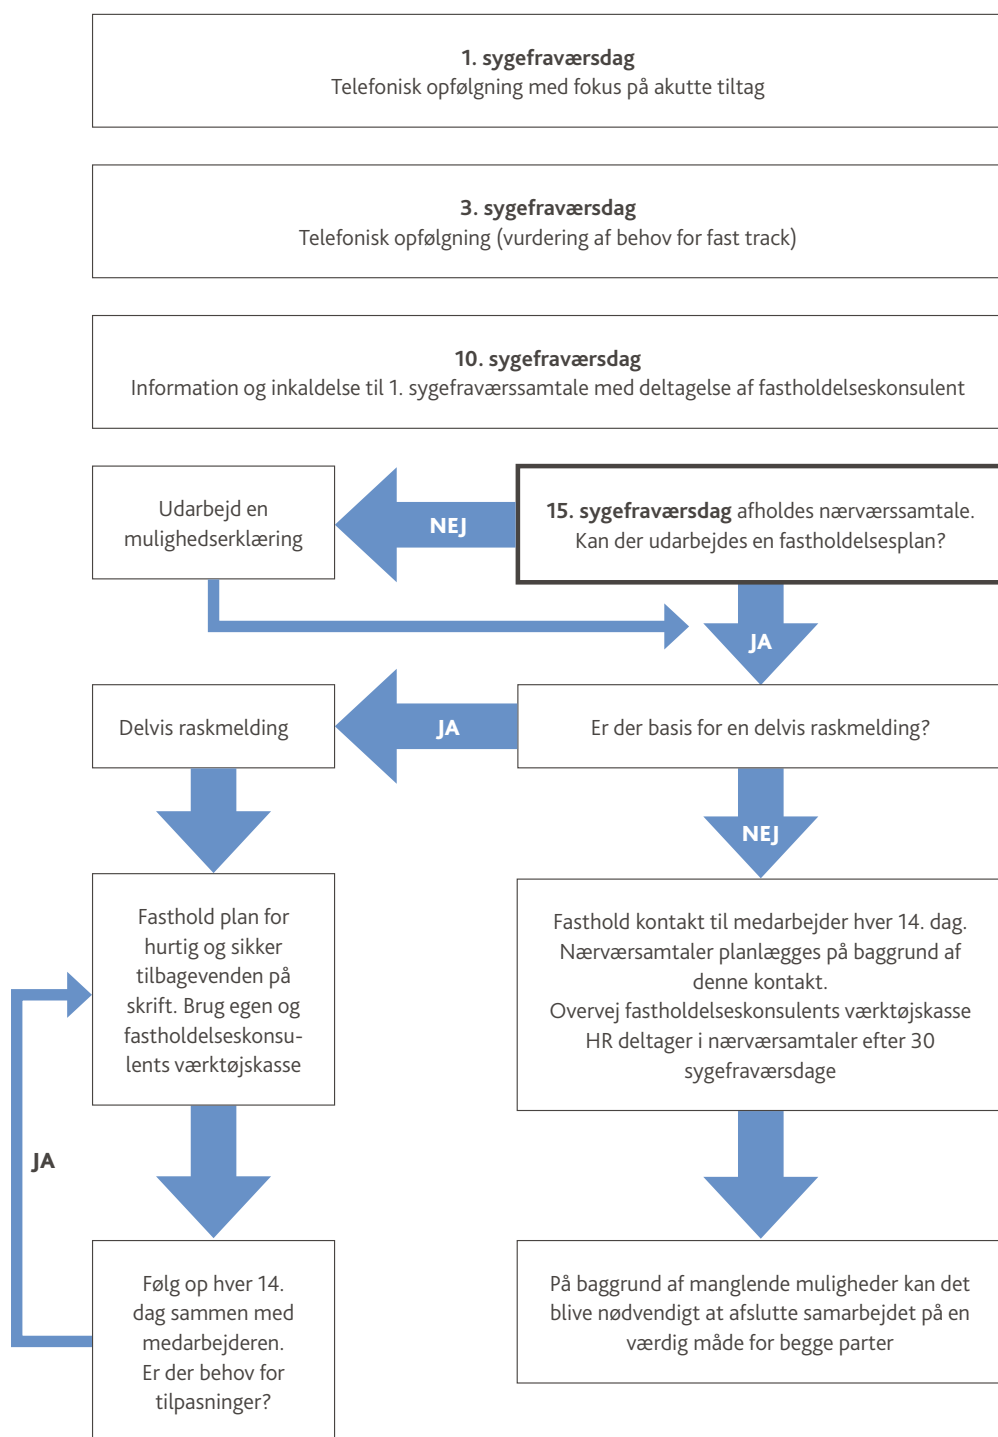 1. sygefraværsdag
Telefonisk opfølgning med fokus på akutte tiltag
3. sygefraværsdag
Telefonisk opfølgning (vurdering af behov for fast track)
10. sygefraværsdag
Information og inkaldelse til 1. sygefraværssamtale med deltagelse af fastholdelseskonsulent
Udarbejd en
mulighedserklæring
NEJ
15. sygefraværsdag afholdes nærværssamtale.
Kan der udarbejdes en fastholdelsesplan?
JA
Delvis raskmelding
JA
Er der basis for en delvis raskmelding?
NEJ
Fasthold plan for
hurtig og sikker
tilbagevenden på
skrift. Brug egen og
fastholdelseskonsu-
lents værktøjskasse
Fasthold kontakt til medarbejder hver 14. dag.
Nærværsamtaler planlægges på baggrund af
denne kontakt.
Overvej fastholdelseskonsulents værktøjskasse
HR deltager i nærværsamtaler efter 30
sygefraværsdage
JA
Følg op hver 14.
dag sammen med
medarbejderen.
Er der behov for
tilpasninger?
På baggrund af manglende muligheder kan det
blive nødvendigt at afslutte samarbejdet på en
værdig måde for begge parter